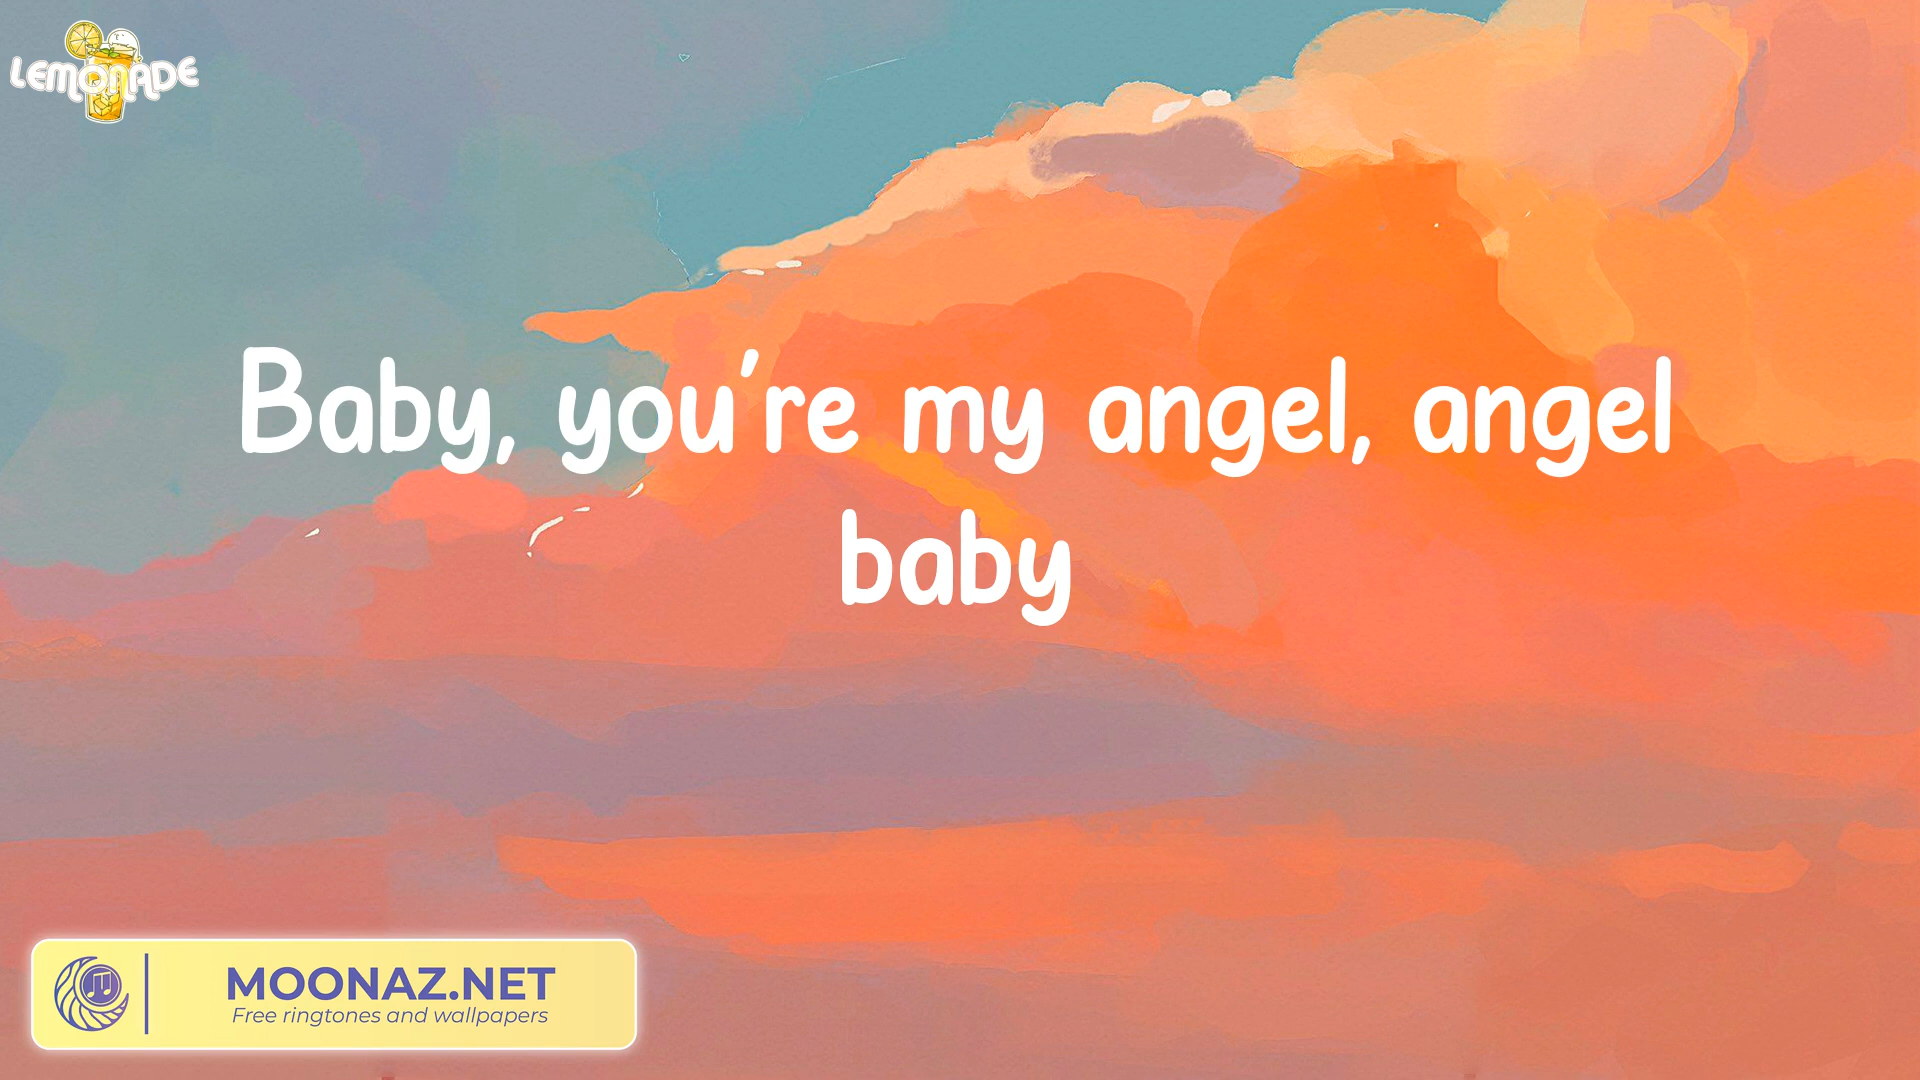 LEMONADE
Baby, you're my angel, angel
baby
MOONAZ.NET
Free ringtones and wallpapers